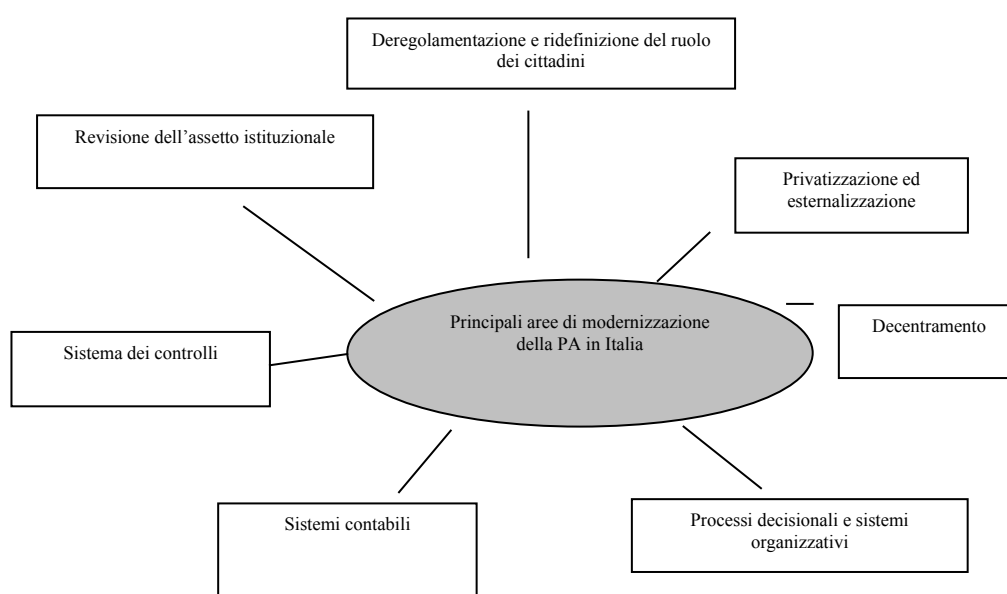 Deregolamentazione e ridefinizione del ruolo
dei cittadini
Revisione dell’assetto istituzionale
Privatizzazione ed
esternalizzazione
Principali aree di modernizzazione
della PA in Italia
Decentramento
Sistema dei controlli
Sistemi contabili
Processi decisionali e sistemi
organizzativi